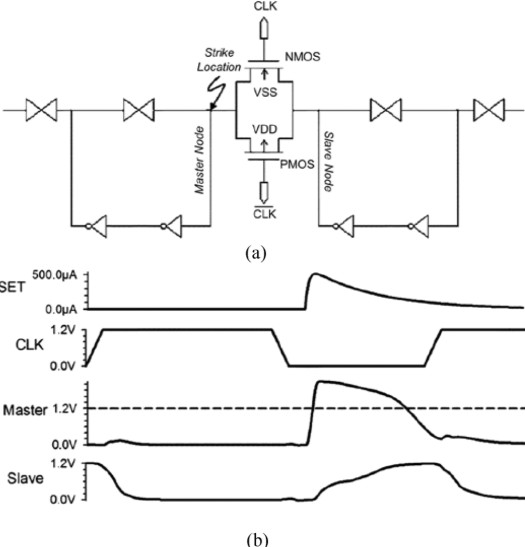 CLK
Strike
Location
NMOS
VSS
VDD
PMOS
Master Node
Slave Node
CLK
(a)
SET
500.0µA
0.0µA
CLK
1.2V
0.0V
Master
1.2V
0.0V
Slave
1.2V
0.0V
(b)